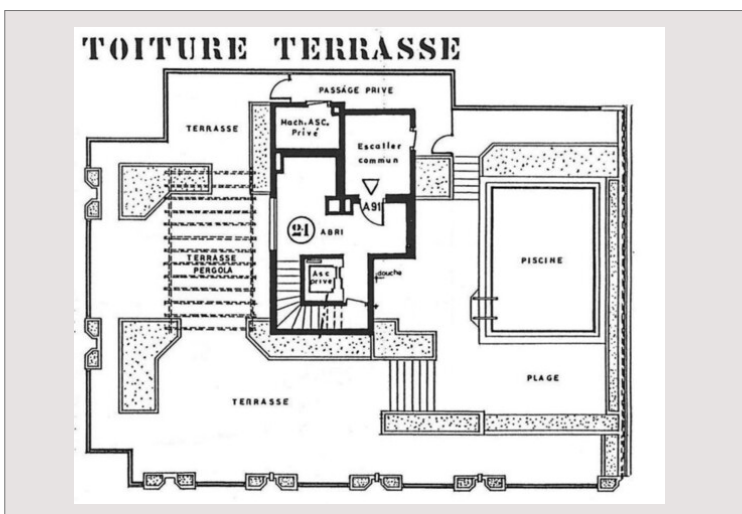 TOITURE TERRASSE
PASSAGE PRIVE
TERRASSE
Mach. ASC.
Privé
Escalier
commun
A91
21
ABRI
TERRASSE
PERGOLA
Asc
privé
douche
PISCINE
PLAGE
TERRASSE